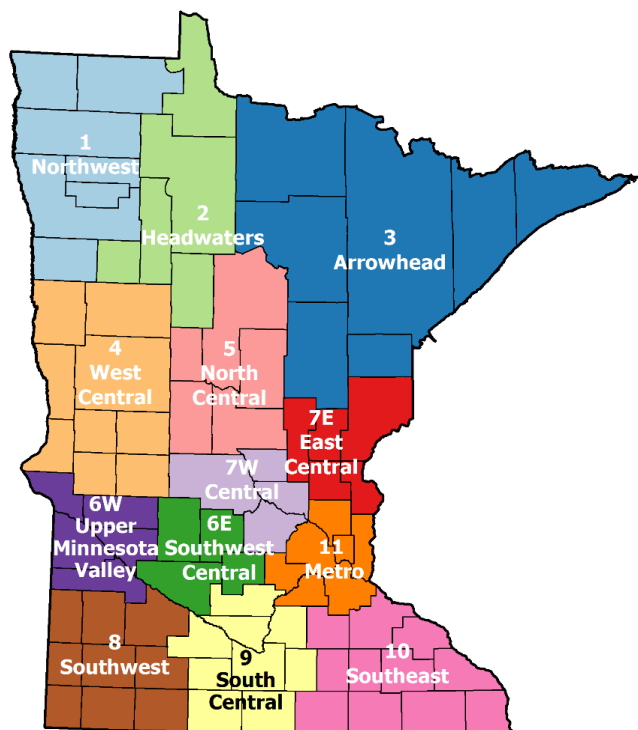 1
Northwest
2
Headwaters
3
Arrowhead
4
West
Central
5
North
Central
7E
East
Central
7W
Central
6W
Upper
Minnesota
Valley
6E
Southwest
Central
11
Metro
8
Southwest
9
South
Central
10
Southeast